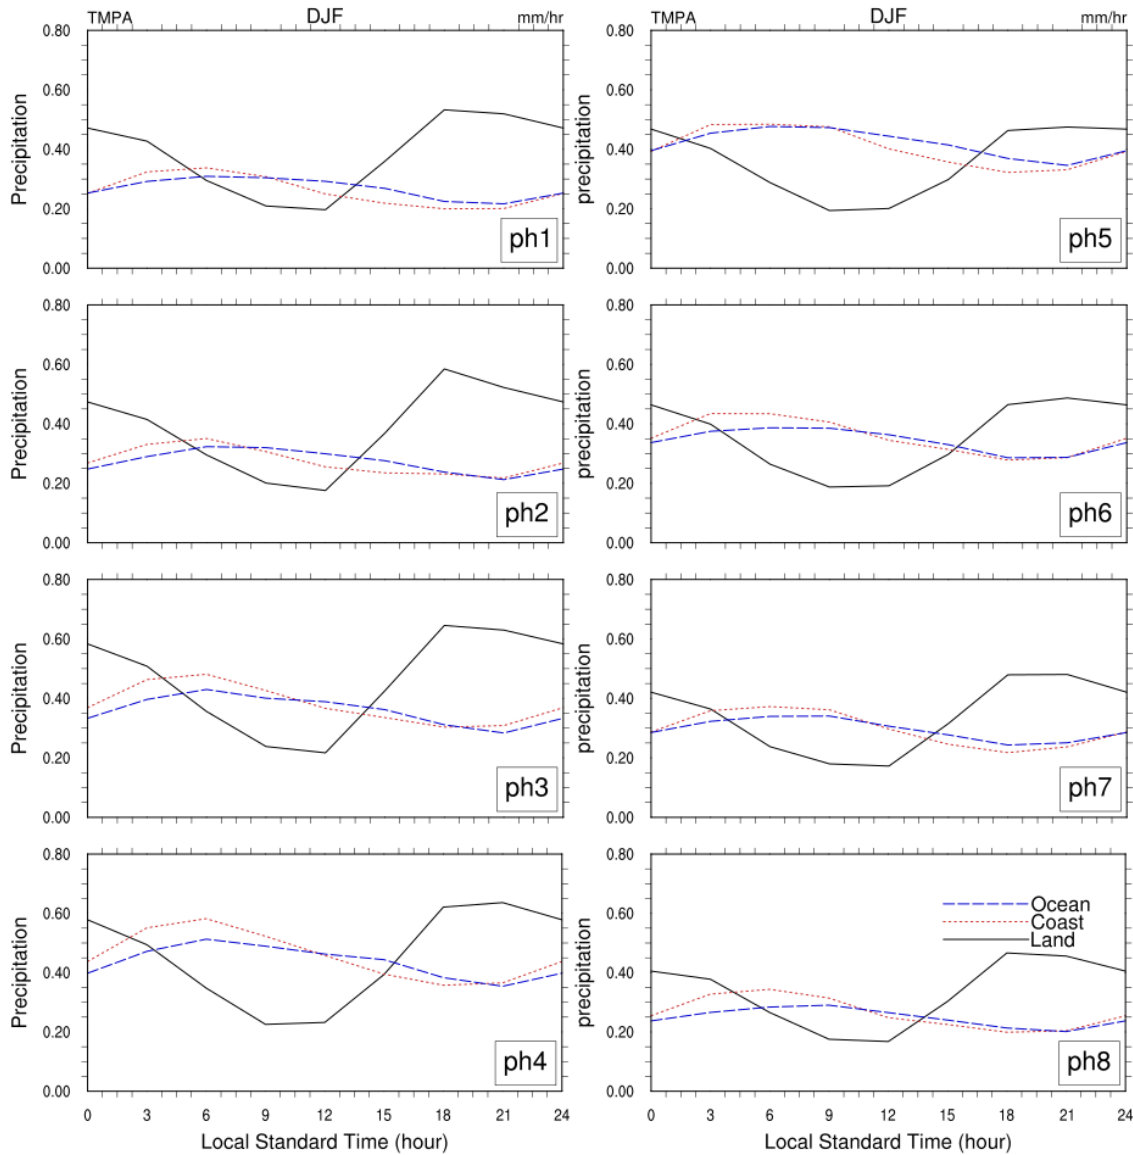 TMPA DJF mm/hr
0.80
0.60
0.40
0.20
0.00
Precipitation
ph1
TMPA DJF mm/hr
0.80
0.60
0.40
0.20
0.00
precipitation
ph5
0.80
0.60
0.40
0.20
0.00
Precipitation
ph2
0.80
0.60
0.40
0.20
0.00
precipitation
ph6
0.80
0.60
0.40
0.20
0.00
Precipitation
ph3
0.80
0.60
0.40
0.20
0.00
precipitation
ph7
0.80
0.60
0.40
0.20
0.00
Precipitation
ph4
0 3 6 9 12 15 18 21 24
Local Standard Time (hour)
0.80
0.60
0.40
0.20
0.00
precipitation
Ocean
Coast
Land
ph8
0 3 6 9 12 15 18 21 24
Local Standard Time (hour)